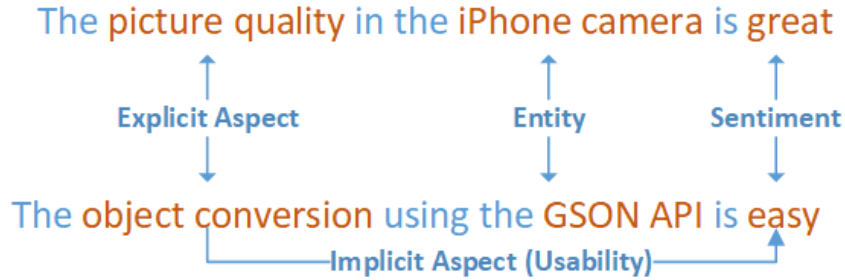 The picture quality in the iPhone camera is great
Explicit Aspect Entity Sentiment
The object conversion using the GSON API is easy
Implicit Aspect (Usability)